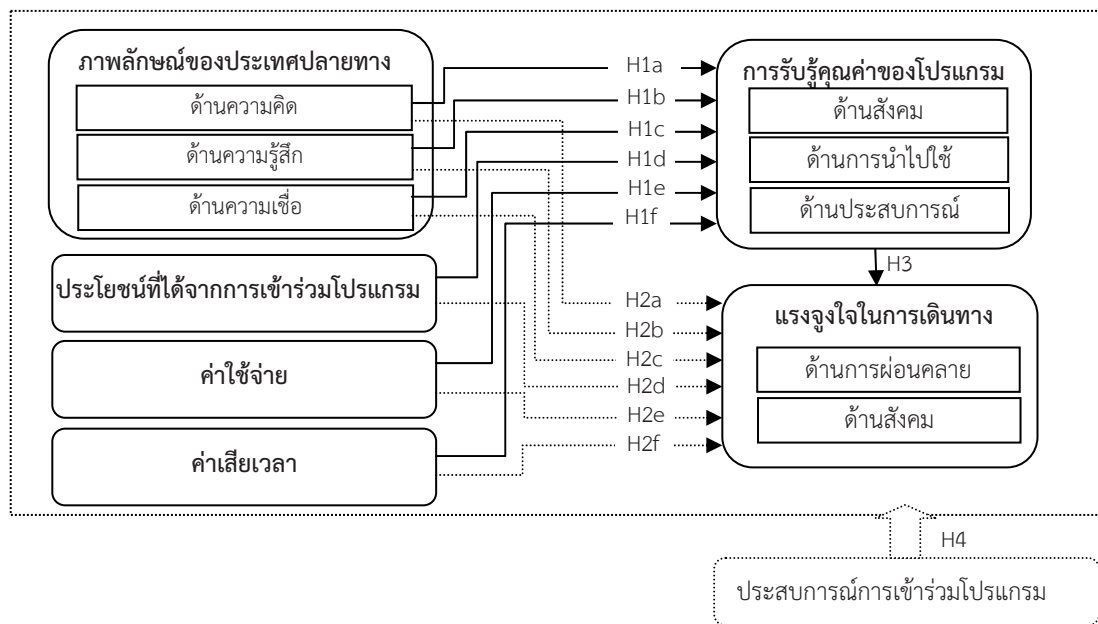 ภาพลักษณ์ของประเทศปลายทาง
ด้านความคิด
ด้านความรู้สึก
ด้านความเชื่อ
ประโยชน์ที่ได้จากการเข้าร่วมโปรแกรม
ค่าใช้จ่าย
ค่าเสียเวลา
H1a
H1b
H1c
H1d
H1e
H1f
H2a
H2b
H2c
H2d
H2e
H2f
การรับรู้คุณค่าของโปรแกรม
ด้านสังคม
ด้านการนำไปใช้
ด้านประสบการณ์
H3
แรงจูงใจในการเดินทาง
ด้านการผ่อนคลาย
ด้านสังคม
H4
ประสบการณ์การเข้าร่วมโปรแกรม